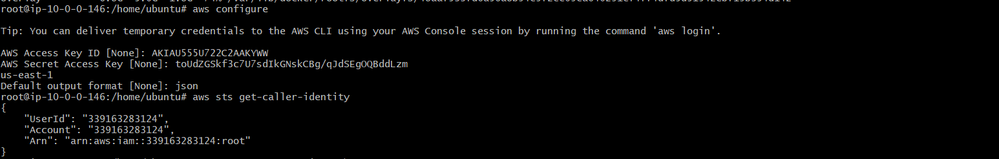 root@ip-10-0-0-146:/home/ubuntu# aws configure
Tip: You can deliver temporary credentials to the AWS CLI using your AWS Console session by running the command 'aws login'.
AWS Access Key ID [None]: AKIAU555U722C2AAKYWW
AWS Secret Access Key [None]: toUdZGSkf3c7U7sdIkGNskCBg/qJdSEgOQBddLzm
us-east-1
Default output format [None]: json
root@ip-10-0-0-146:/home/ubuntu# aws sts get-caller-identity
{
    "UserId": "339163283124",
    "Account": "339163283124",
    "Arn": "arn:aws:iam::339163283124:root"
}